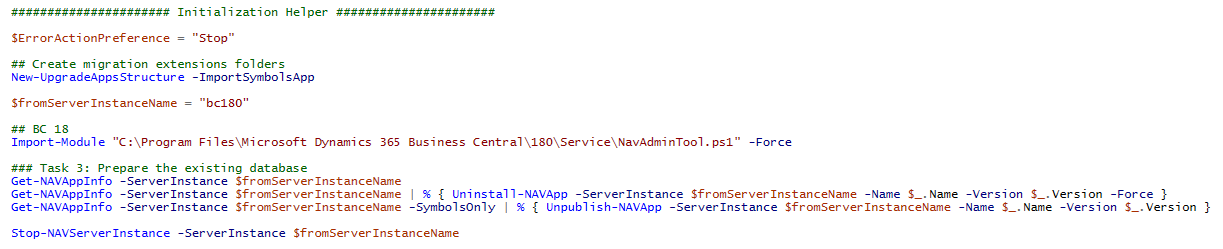 ###################### Initialization Helper ######################
$ErrorActionPreference = "Stop"
## Create migration extensions folders
New-UpgradeAppsStructure -ImportSymbolsApp
$fromServerInstanceName = "bc180"
## BC 18
Import-Module "C:\Program Files\Microsoft Dynamics 365 Business Central\180\Service\NavAdminTool.ps1" -Force
### Task 3: Prepare the existing database
Get-NAVAppInfo -ServerInstance $fromServerInstanceName
Get-NAVAppInfo -ServerInstance $fromServerInstanceName | % { Uninstall-NAVApp -ServerInstance $fromServerInstanceName -Name $_.Name -Version $_.Version -Force }
Get-NAVAppInfo -ServerInstance $fromServerInstanceName -SymbolsOnly | % { Unpublish-NAVApp -ServerInstance $fromServerInstanceName -Name $_.Name -Version $_.Version }
Stop-NAVServerInstance -ServerInstance $fromServerInstanceName